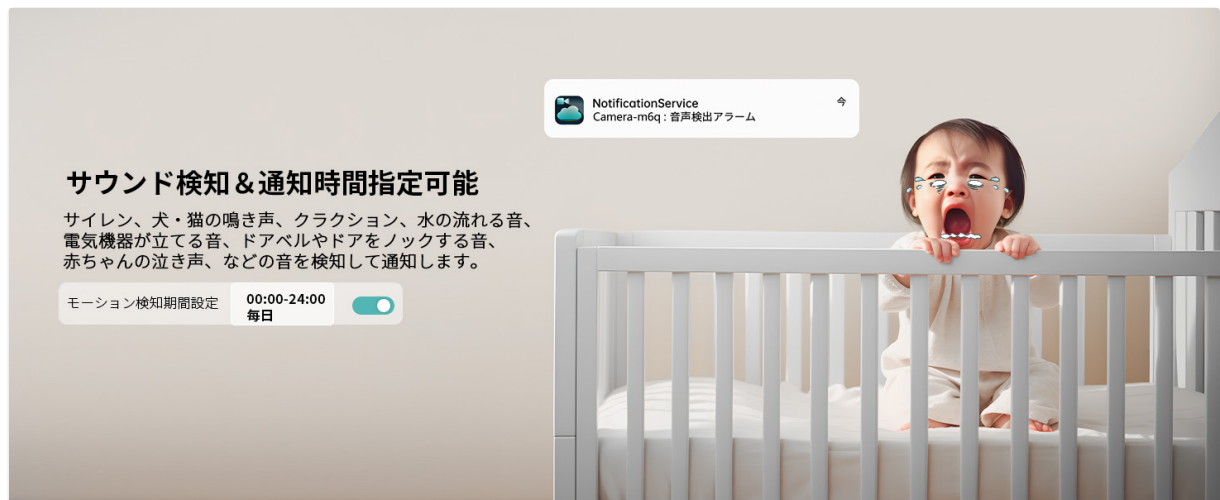 NotificationService
今
Camera-m6q : 音声検出アラーム
サウンド検知＆通知時間指定可能
サイレン、犬・猫の鳴き声、クラクション、水の流れる音、
電気機器が立てる音、ドアベルやドアをノックする音、
赤ちゃんの泣き声、などの音を検知して通知します。
モーション検知期間設定
00:00-24:00
毎日